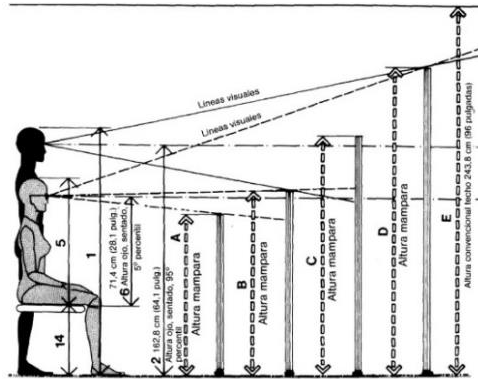 Líneas visuales
Líneas visuales
5
1
14
71,4 cm (28,1 pulg.)
6 Altura ojo, sentado,
5º percentil
2 162,8 cm (64,1 pulg.)
Altura ojo, sentado, 95º
percentil
A
Altura mampara
B
Altura mampara
C
Altura mampara
D
Altura mampara
E
Altura convencional techo 243,8 cm (96 pulgadas)